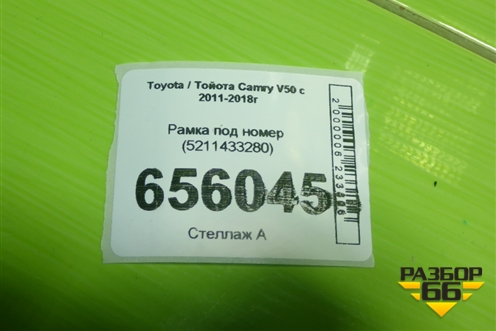 Toyota / Тойота Camry V50 с
2011-2018г
Рамка под номер
(5211433280)
656045
Стеллаж А
РАЗБОР
66